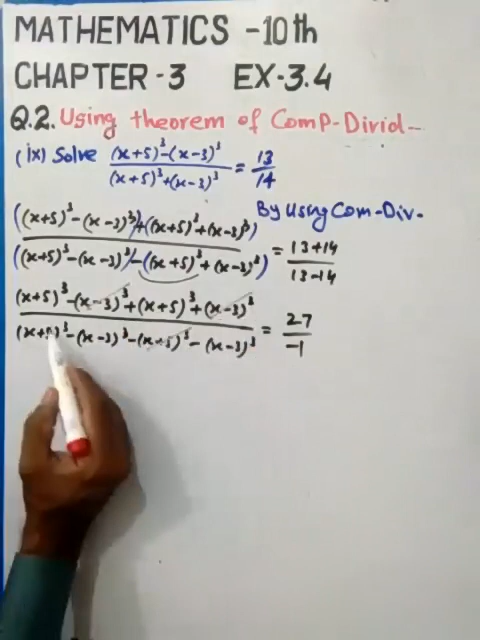 MATHEMATICS - 10th
CHAPTER - 3 EX-3.4
Q.2. Using theorem of Comp-Divid-
(ix) Solve ((x+5)³-(x-3)³)/((x+5)³+(x-3)³) = 13/14
By Using Com-Div-
(((x+5)³-(x-3)³)+((x+5)³+(x-3)³))/(((x+5)³-(x-3)³)-((x+5)³+(x-3)³)) = (13+14)/(13-14)
((x+5)³-(x-3)³+(x+5)³+(x-3)³)/((x+5)³-(x-3)³-(x+5)³-(x-3)³) = 27/-1